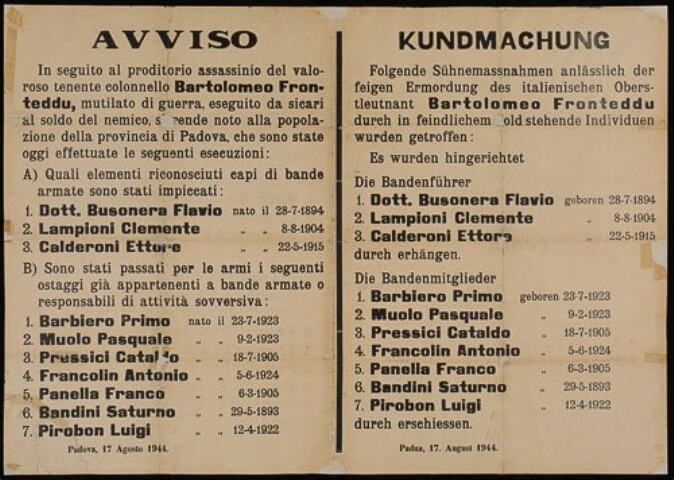 AVVISO
In seguito al proditorio assassinio del valo-
roso tenente colonnello Bartolomeo Fron-
teddu, mutilato di guerra, eseguito da sicari
al soldo del nemico, s rende noto alla popola-
zione della provincia di Padova, che sono state
oggi effettuate le seguenti esecuzioni:
A) Quali elementi riconosciuti capi di bande
armate sono stati impiccati:
1. Dott. Busonera Flavio nato il 28-7-1894
2. Lampioni Clemente „ „ 8-8-1904
3. Calderoni Ettore „ „ 22-5-1915
B) Sono stati passati per le armi i seguenti
ostaggi già appartenenti a bande armate o
responsabili di attività sovversiva:
1. Barbiero Primo nato il 23-7-1923
2. Muolo Pasquale „ „ 9-2-1923
3. Pressici Cataldo „ „ 18-7-1905
4. Francolin Antonio „ „ 5-6-1924
5. Panella Franco „ „ 6-3-1905
6. Bandini Saturno „ „ 29-5-1893
7. Pirobon Luigi „ „ 12-4-1922
Padova, 17 Agosto 1944.
KUNDMACHUNG
Folgende Sühnemassnahmen anlässlich der
feigen Ermordung des italienischen Oberst-
leutnant Bartolomeo Fronteddu
durch in feindlichem old stehende Individuen
wurden getroffen:
Es wurden hingerichtet
Die Bandenführer
1. Dott. Busonera Flavio geboren 28-7-1894
2. Lampioni Clemente „ 8-8-1904
3. Calderoni Ettore „ 22-5-1915
durch erhängen.
Die Bandenmitglieder
1. Barbiero Primo geboren 23-7-1923
2. Muolo Pasquale „ 9-2-1923
3. Pressici Cataldo „ 18-7-1905
4. Francolin Antonio „ 5-6-1924
5. Panella Franco „ 6-3-1905
6. Bandini Saturno „ 29-5-1893
7. Pirobon Luigi „ 12-4-1922
durch erschiessen.
Padua, 17. August 1944.